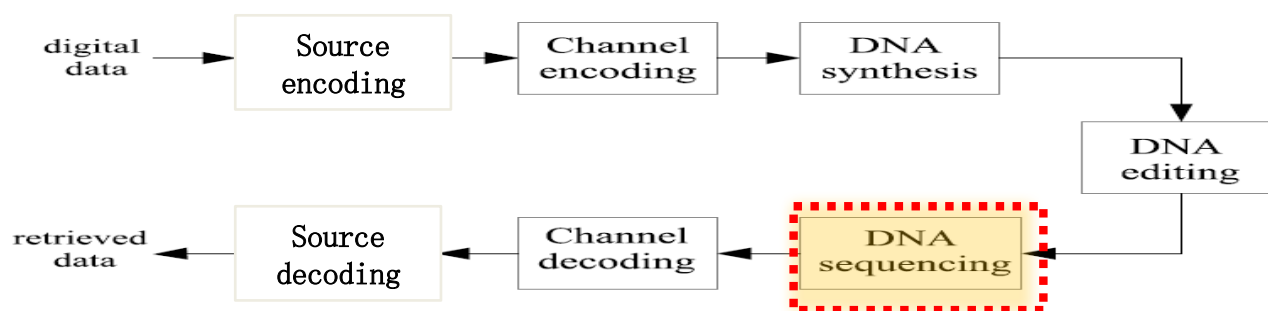 digital
data
Source
encoding
Channel
encoding
DNA
synthesis
DNA
editing
DNA
sequencing
Channel
decoding
Source
decoding
retrieved
data